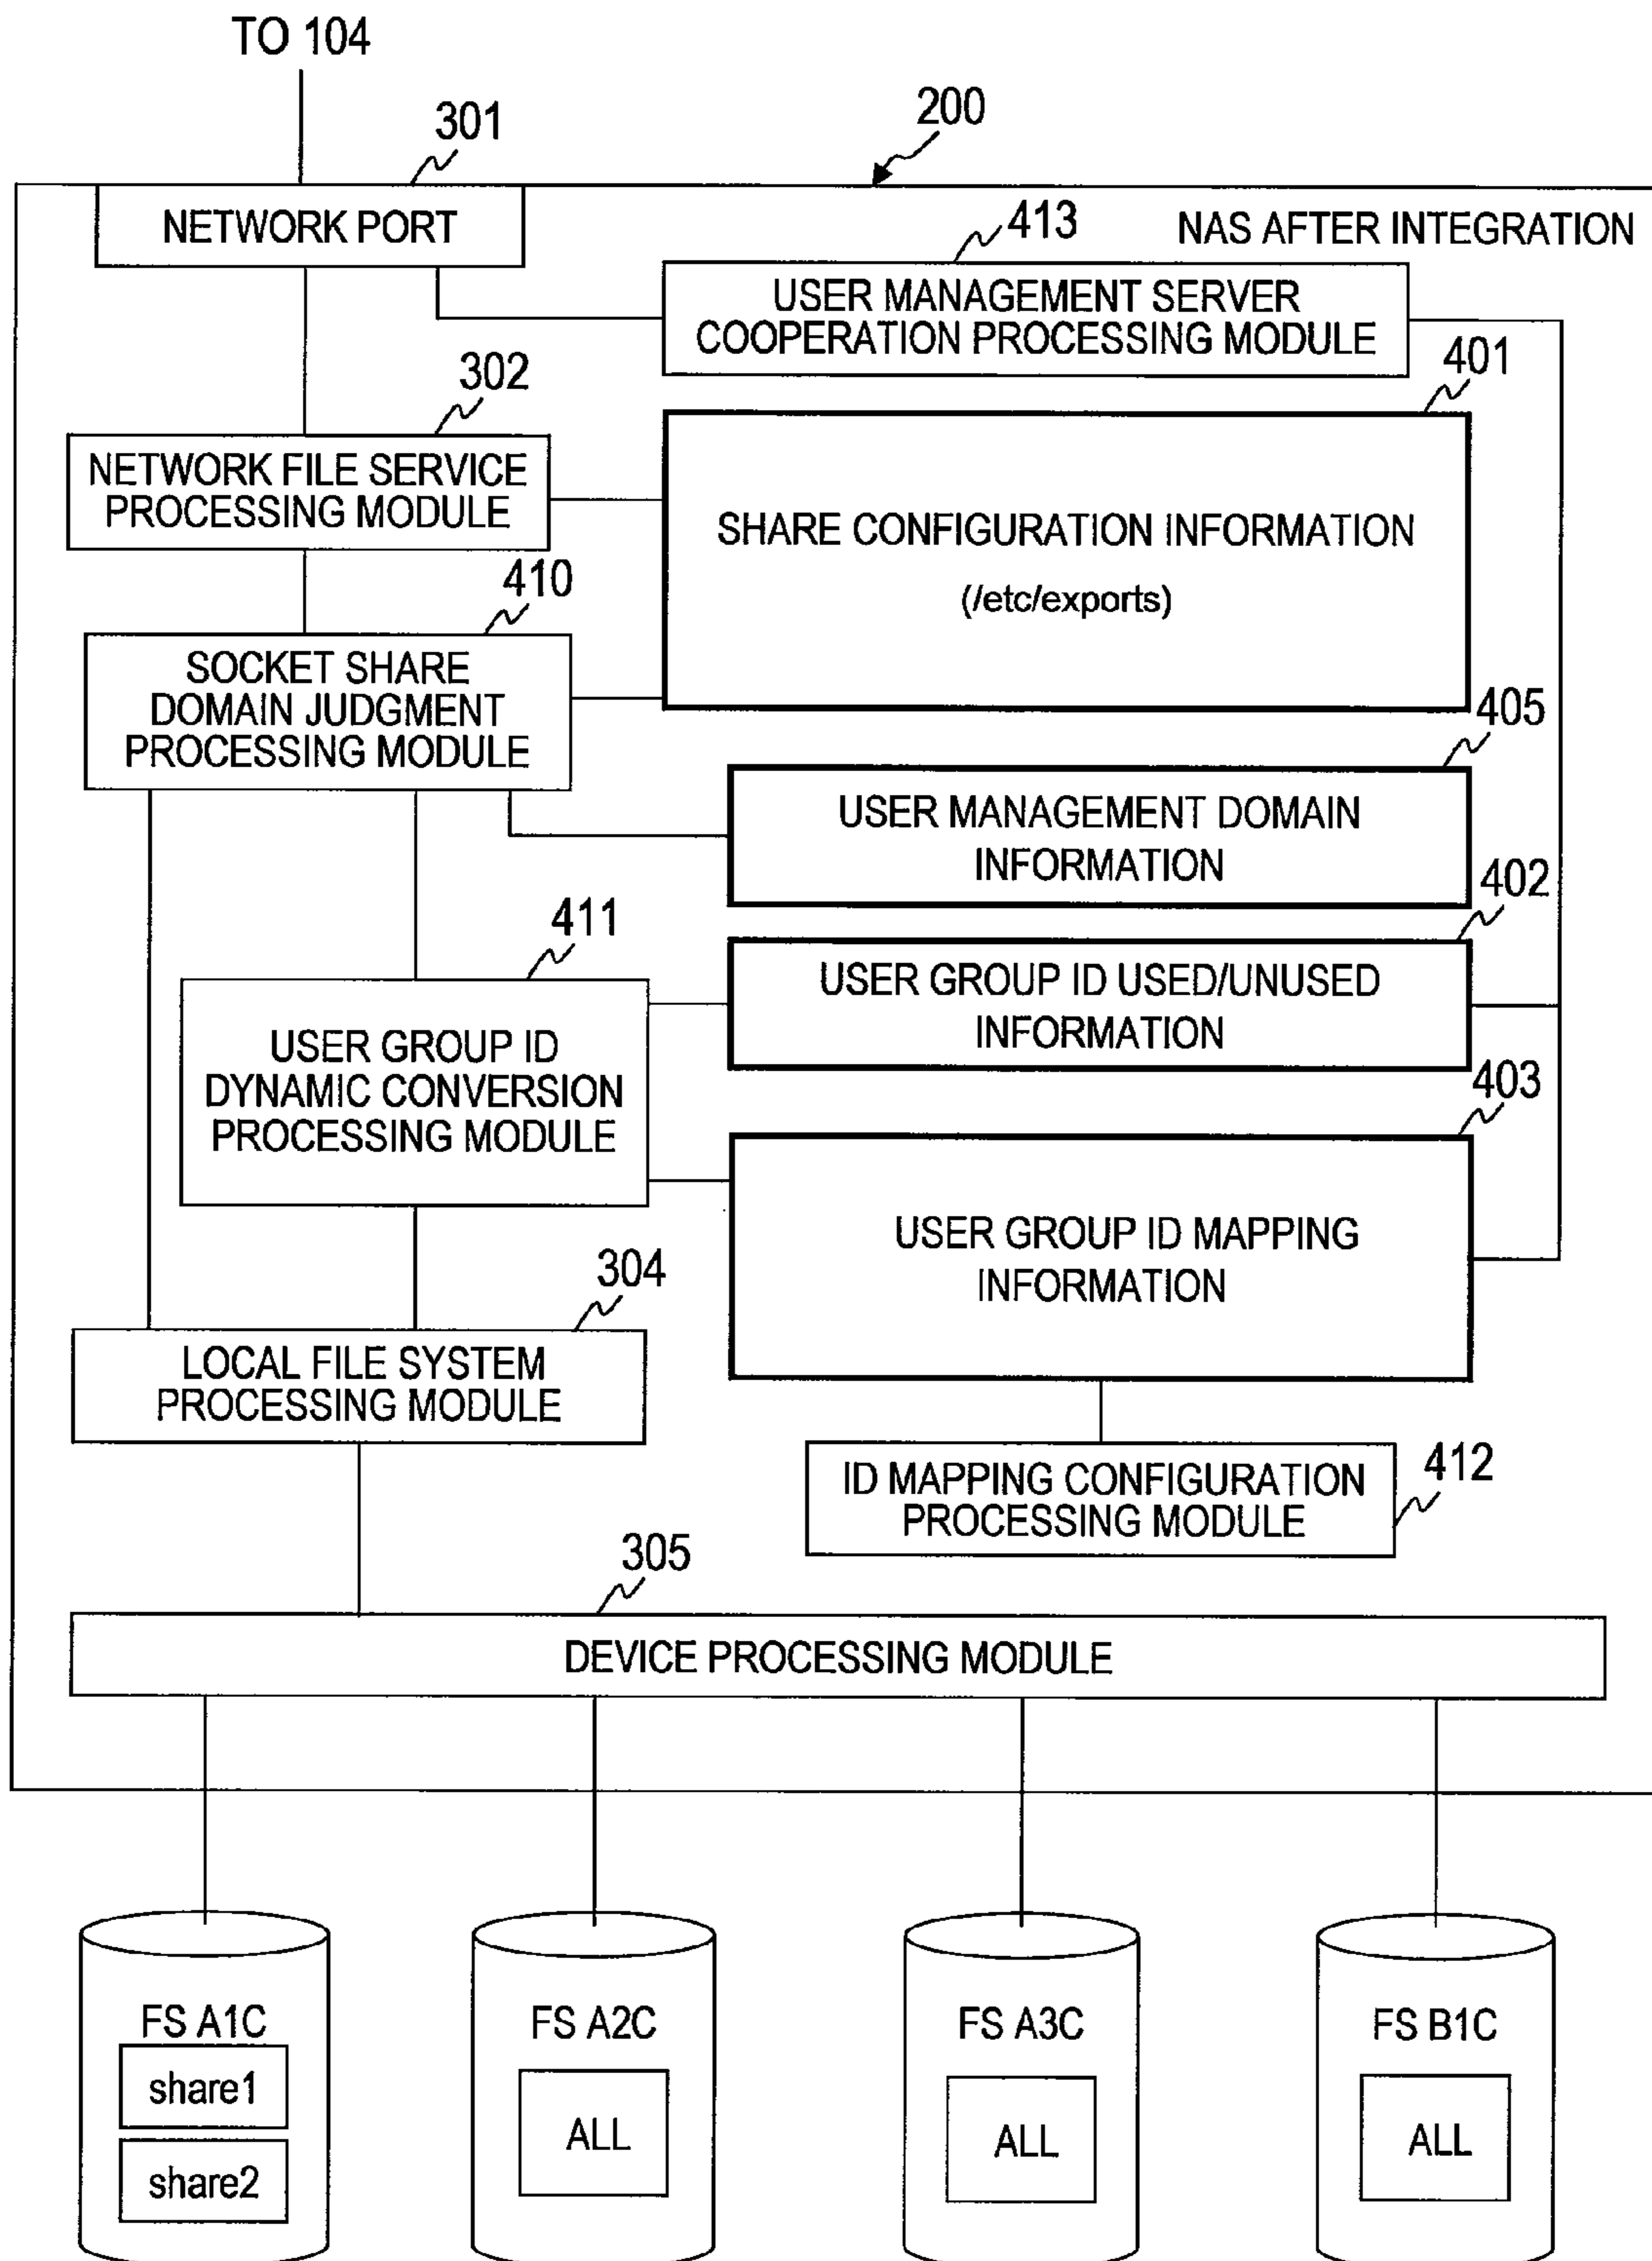 TO 104
301
200
NETWORK PORT
413
NAS AFTER INTEGRATION
USER MANAGEMENT SERVER
COOPERATION PROCESSING MODULE
302
401
NETWORK FILE SERVICE
PROCESSING MODULE
SHARE CONFIGURATION INFORMATION
(/etc/exports)
410
SOCKET SHARE
DOMAIN JUDGMENT
PROCESSING MODULE
405
USER MANAGEMENT DOMAIN
INFORMATION
402
411
USER GROUP ID USED/UNUSED
INFORMATION
USER GROUP ID
DYNAMIC CONVERSION
PROCESSING MODULE
403
USER GROUP ID MAPPING
INFORMATION
304
LOCAL FILE SYSTEM
PROCESSING MODULE
ID MAPPING CONFIGURATION
PROCESSING MODULE
412
305
DEVICE PROCESSING MODULE
FS A1C
share1
share2
FS A2C
ALL
FS A3C
ALL
FS B1C
ALL